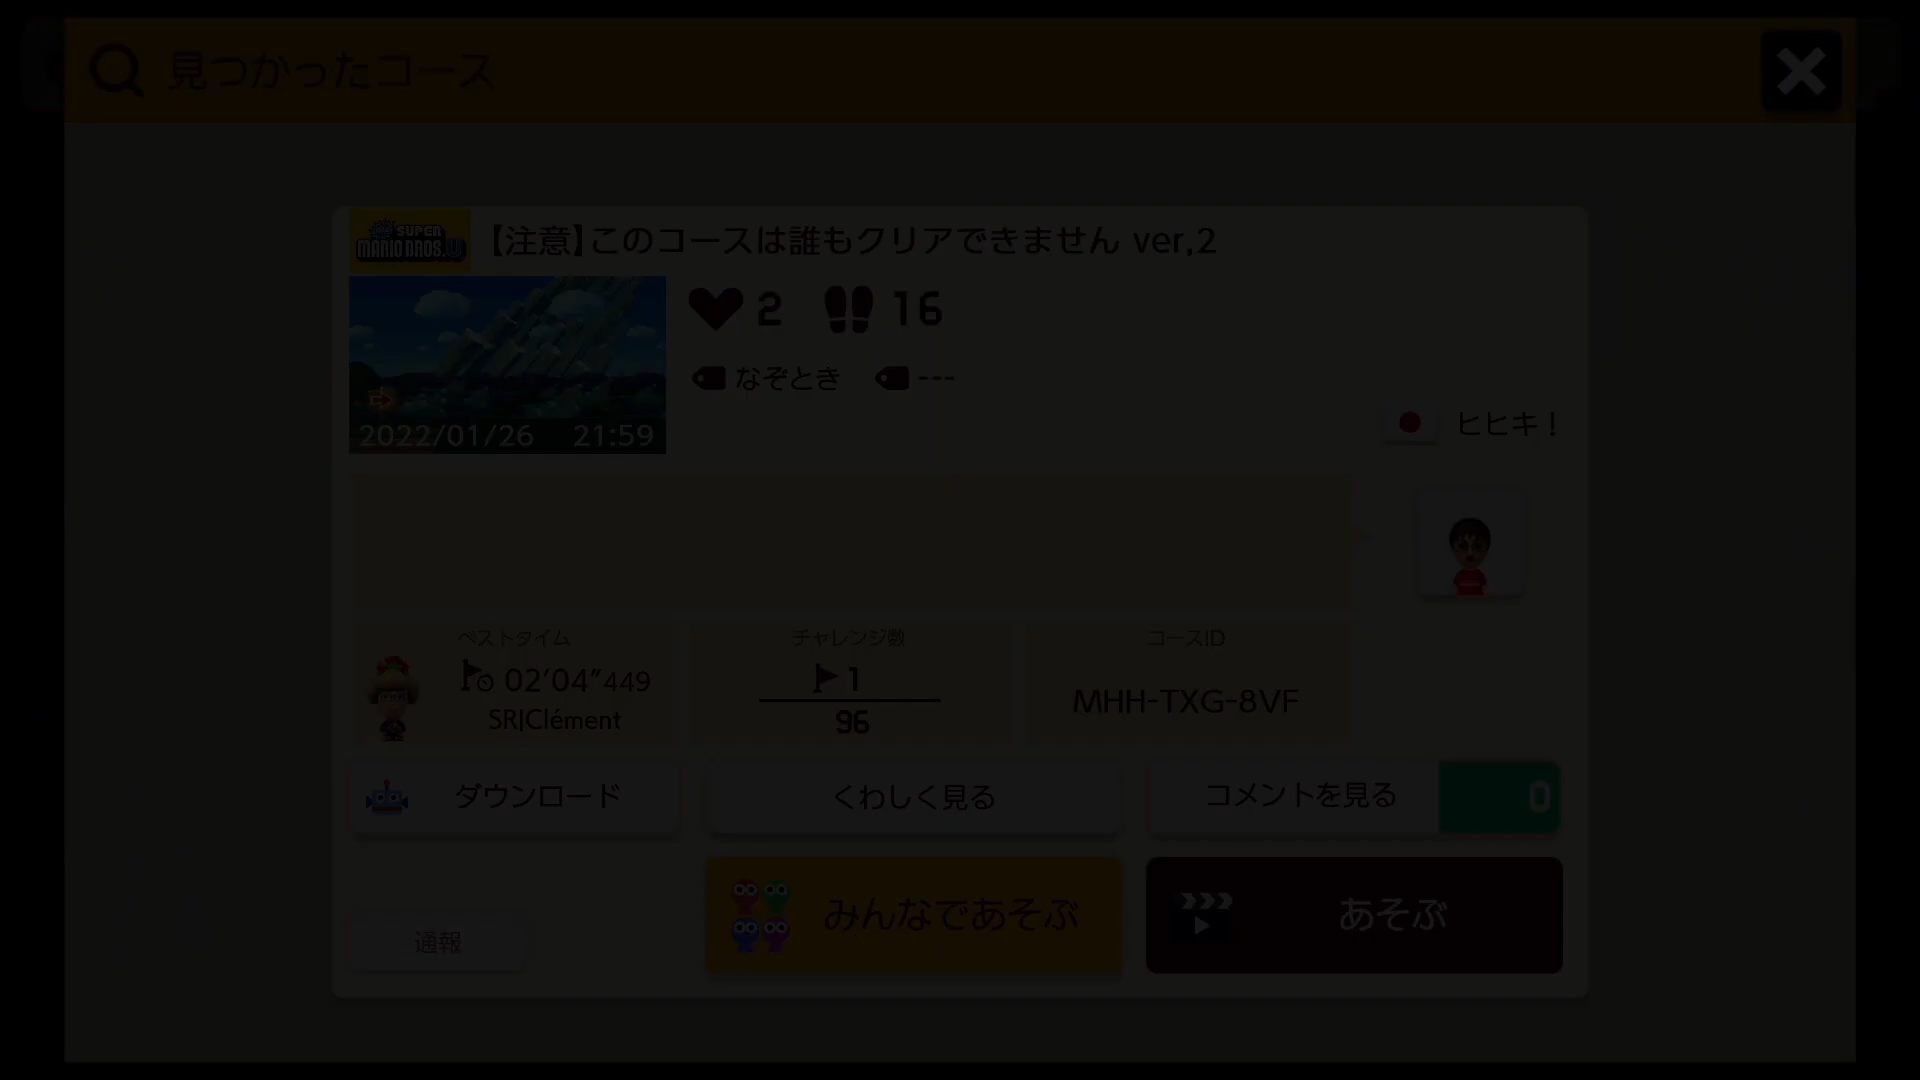 見つかったコース
SUPER
MARIO BROS.U
【注意】このコースは誰もクリアできません ver,2
2 16
なぞとき ---
2022/01/26 21:59
ヒヒキ！
ベストタイム
02'04"449
SR|Clément
チャレンジ数
1
96
コースID
MHH-TXG-8VF
ダウンロード
くわしく見る
コメントを見る 0
通報
みんなであそぶ
あそぶ